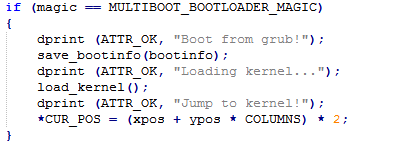 if (magic == MULTIBOOT_BOOTLOADER_MAGIC)
{
dprint (ATTR_OK, "Boot from grub!");
save_bootinfo(bootinfo);
dprint (ATTR_OK, "Loading kernel...");
load_kernel();
dprint (ATTR_OK, "Jump to kernel!");
*CUR_POS = (xpos + ypos * COLUMNS) * 2;
}